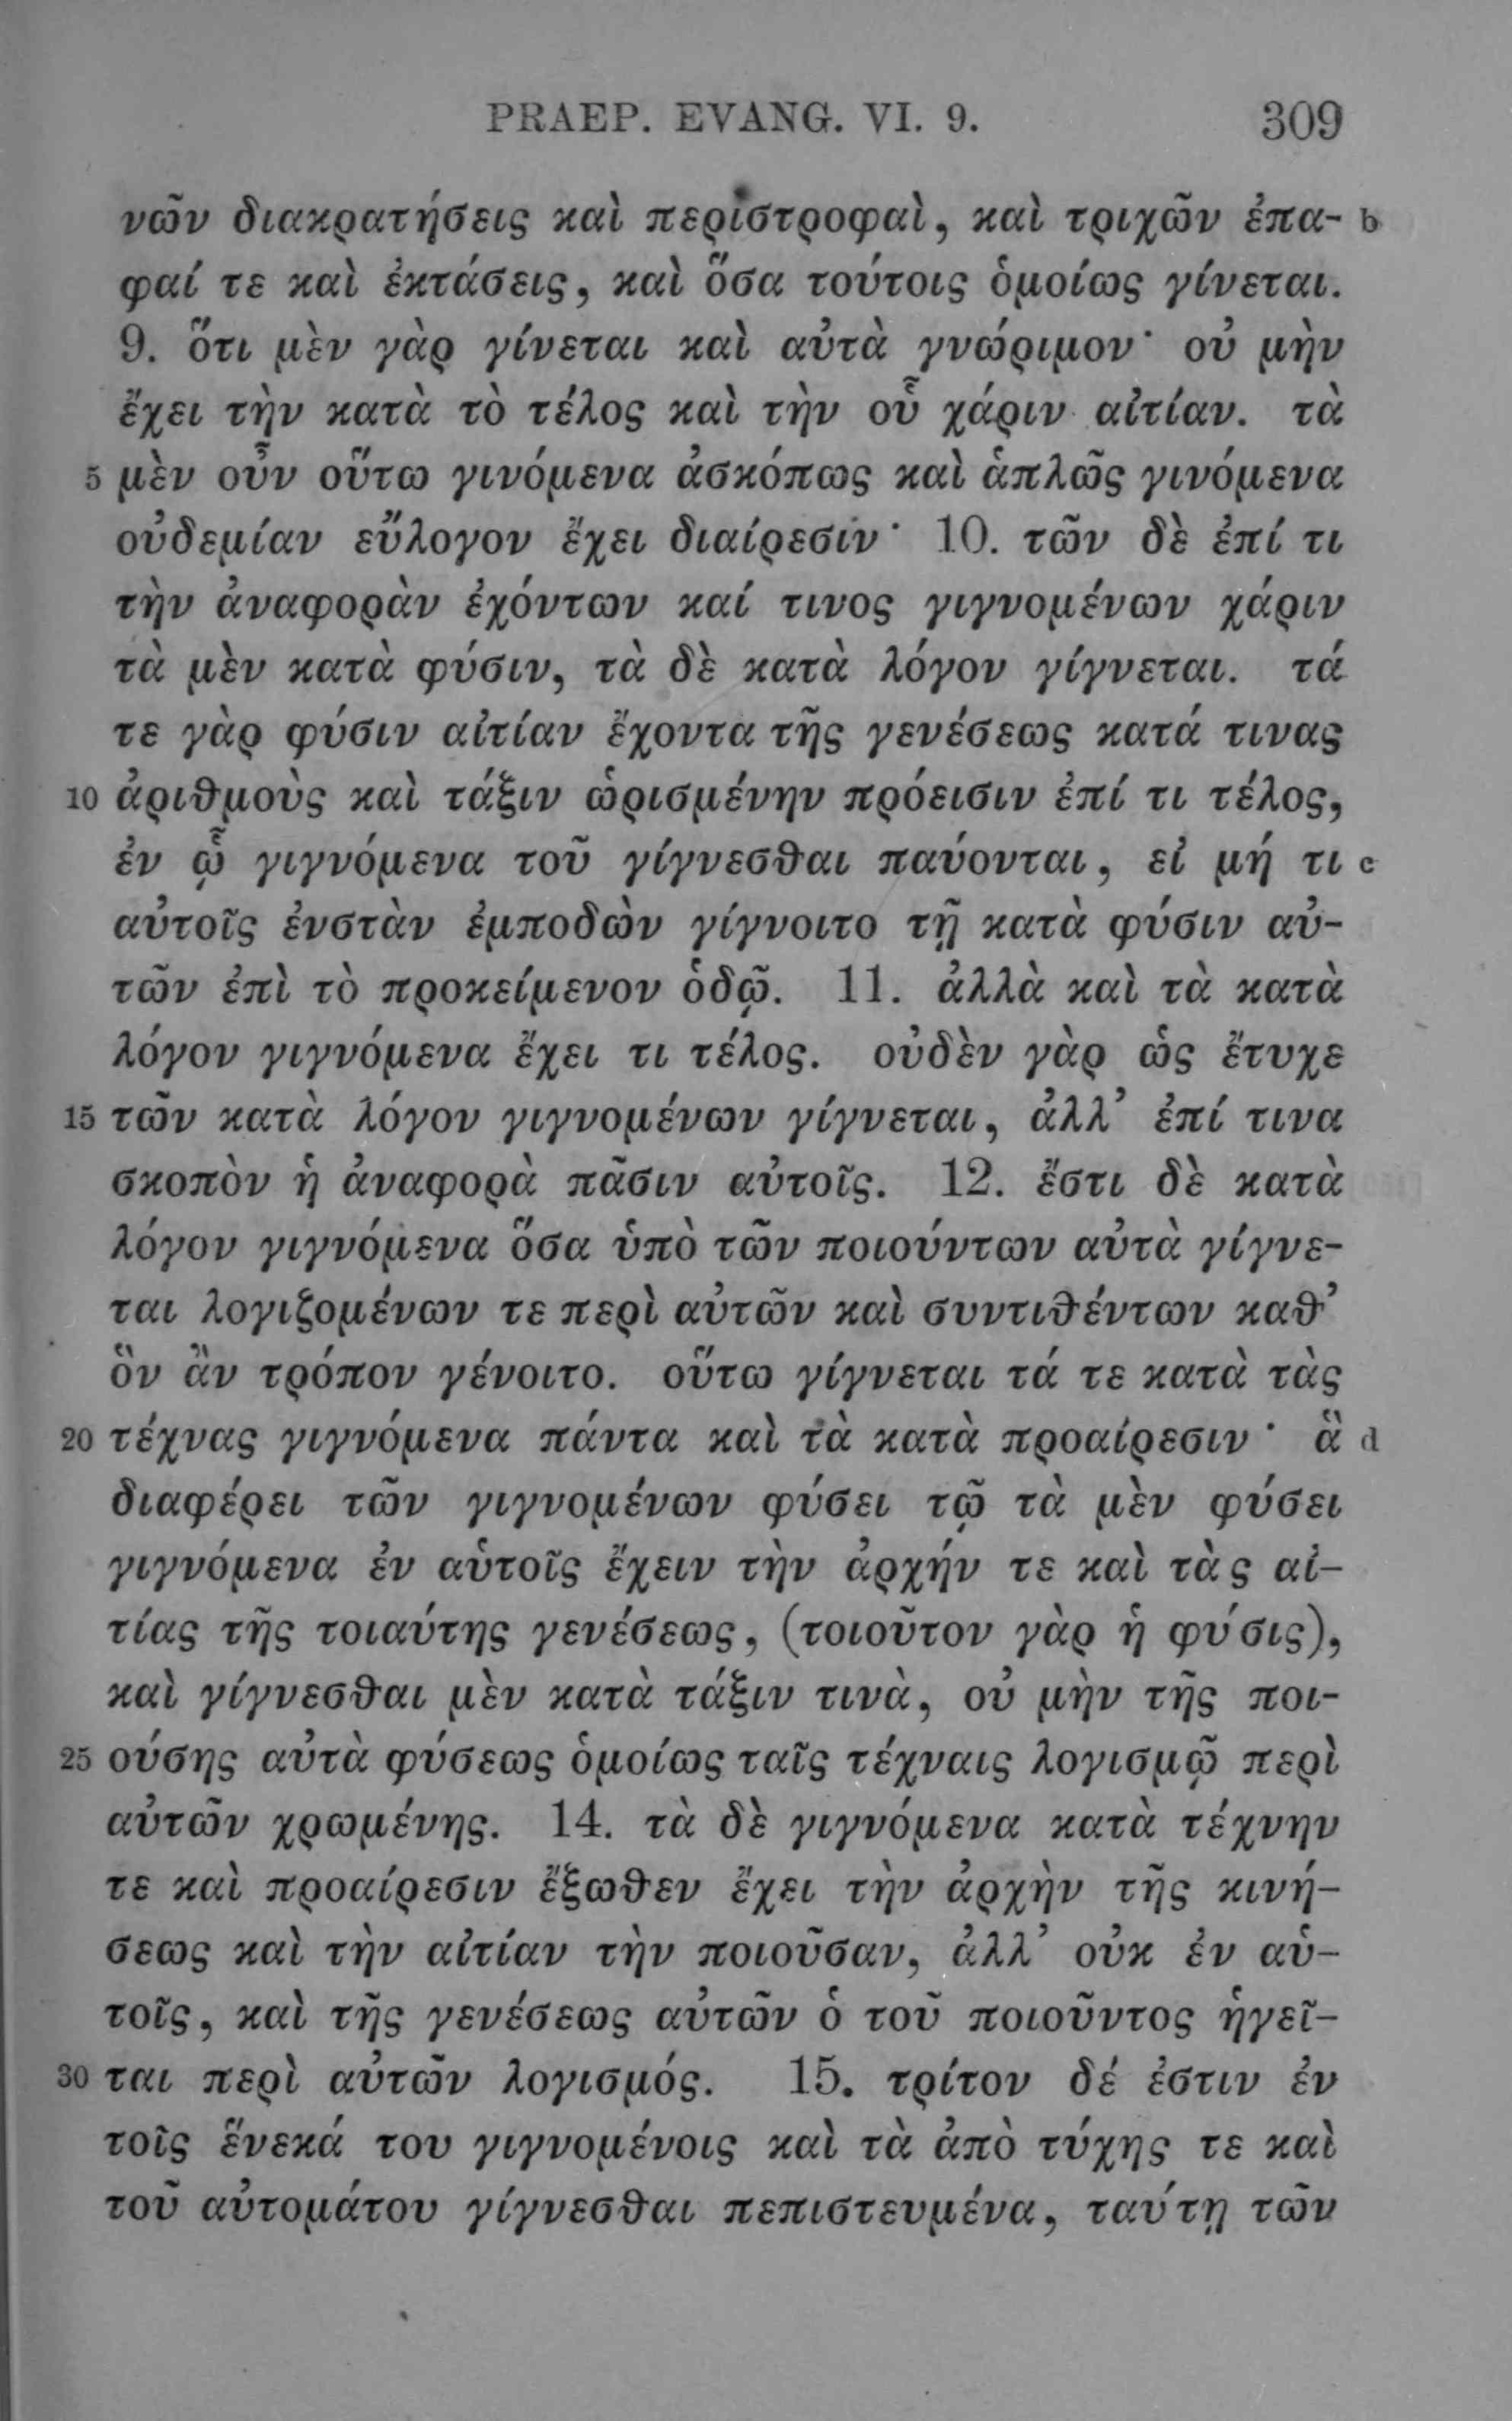 PRAEP. EVANG. VI. 9. 309
νῶν διακρατήσεις καὶ περιστροφαὶ, καὶ τριχῶν ἐπα- b
φαί τε καὶ ἐκτάσεις, καὶ ὅσα τούτοις ὁμοίως γίνεται.
9. ὅτι μὲν γὰρ γίνεται καὶ αὐτὰ γνώριμον· οὐ μὴν
ἔχει τὴν κατὰ τὸ τέλος καὶ τὴν οὗ χάριν αἰτίαν. τὰ
5 μὲν οὖν οὕτω γινόμενα ἀσκόπως καὶ ἁπλῶς γινόμενα
οὐδεμίαν εὔλογον ἔχει διαίρεσιν· 10. τῶν δὲ ἐπί τι
τὴν ἀναφορὰν ἐχόντων καί τινος γιγνομένων χάριν
τὰ μὲν κατὰ φύσιν, τὰ δὲ κατὰ λόγον γίγνεται. τά
τε γὰρ φύσιν αἰτίαν ἔχοντα τῆς γενέσεως κατά τινας
10 ἀριθμοὺς καὶ τάξιν ὡρισμένην πρόεισιν ἐπί τι τέλος,
ἐν ᾧ γιγνόμενα τοῦ γίγνεσθαι παύονται, εἰ μή τι c
αὐτοῖς ἐνστὰν ἐμποδὼν γίγνοιτο τῇ κατὰ φύσιν αὐ-
τῶν ἐπὶ τὸ προκείμενον ὁδῷ. 11. ἀλλὰ καὶ τὰ κατὰ
λόγον γιγνόμενα ἔχει τι τέλος. οὐδὲν γὰρ ὡς ἔτυχε
15 τῶν κατὰ λόγον γιγνομένων γίγνεται, ἀλλ’ ἐπί τινα
σκοπὸν ἡ ἀναφορὰ πᾶσιν αὐτοῖς. 12. ἔστι δὲ κατὰ
λόγον γιγνόμενα ὅσα ὑπὸ τῶν ποιούντων αὐτὰ γίγνε-
ται λογιζομένων τε περὶ αὐτῶν καὶ συντιθέντων καθ’
ὃν ἂν τρόπον γένοιτο. οὕτω γίγνεται τά τε κατὰ τὰς
20 τέχνας γιγνόμενα πάντα καὶ τὰ κατὰ προαίρεσιν· ἃ d
διαφέρει τῶν γιγνομένων φύσει τῷ τὰ μὲν φύσει
γιγνόμενα ἐν αὑτοῖς ἔχειν τὴν ἀρχήν τε καὶ τὰς αἰ-
τίας τῆς τοιαύτης γενέσεως, (τοιοῦτον γὰρ ἡ φύσις),
καὶ γίγνεσθαι μὲν κατὰ τάξιν τινὰ, οὐ μὴν τῆς ποι-
25 ούσης αὐτὰ φύσεως ὁμοίως ταῖς τέχναις λογισμῷ περὶ
αὐτῶν χρωμένης. 14. τὰ δὲ γιγνόμενα κατὰ τέχνην
τε καὶ προαίρεσιν ἔξωθεν ἔχει τὴν ἀρχὴν τῆς κινή-
σεως καὶ τὴν αἰτίαν τὴν ποιοῦσαν, ἀλλ’ οὐκ ἐν αὑ-
τοῖς, καὶ τῆς γενέσεως αὐτῶν ὁ τοῦ ποιοῦντος ἡγεῖ-
30 ται περὶ αὐτῶν λογισμός. 15. τρίτον δέ ἐστιν ἐν
τοῖς ἕνεκά του γιγνομένοις καὶ τὰ ἀπὸ τύχης τε καὶ
τοῦ αὐτομάτου γίγνεσθαι πεπιστευμένα, ταύτῃ τῶν